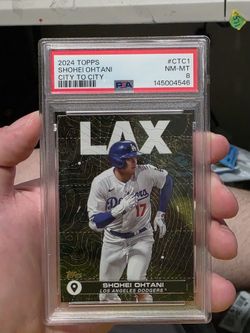 2024 TOPPS #CTC1
SHOHEI OHTANI NM-MT
CITY TO CITY PSA 8
145004546
LAX
Dodgers
17
Topps
SHOHEI OHTANI
LOS ANGELES DODGERS